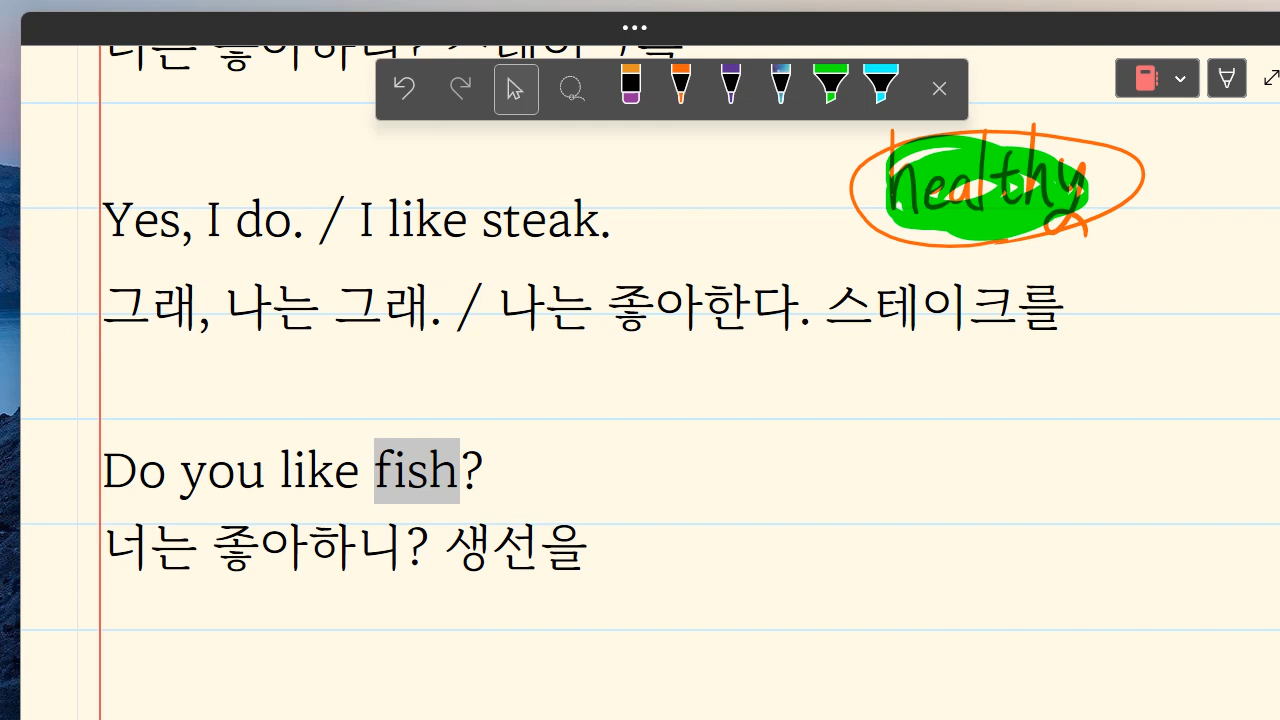 healthy
Yes, I do. / I like steak.
그래, 나는 그래. / 나는 좋아한다. 스테이크를
Do you like fish?
너는 좋아하니? 생선을